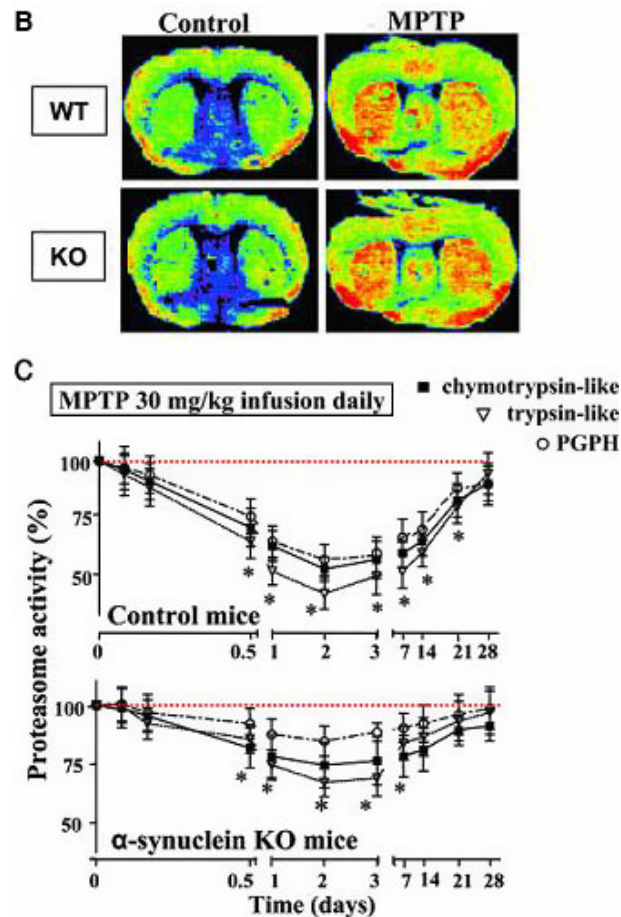 B
Control MPTP
WT
KO
C
MPTP 30 mg/kg infusion daily
chymotrypsin-like
trypsin-like
PGPH
Proteasome activity (%)
100
75
50
Control mice
0 0.5 1 2 3 7 14 21 28
* * * * * * *
100
75
50
* * * * *
α-synuclein KO mice
0 0.5 1 2 3 7 14 21 28
Time (days)